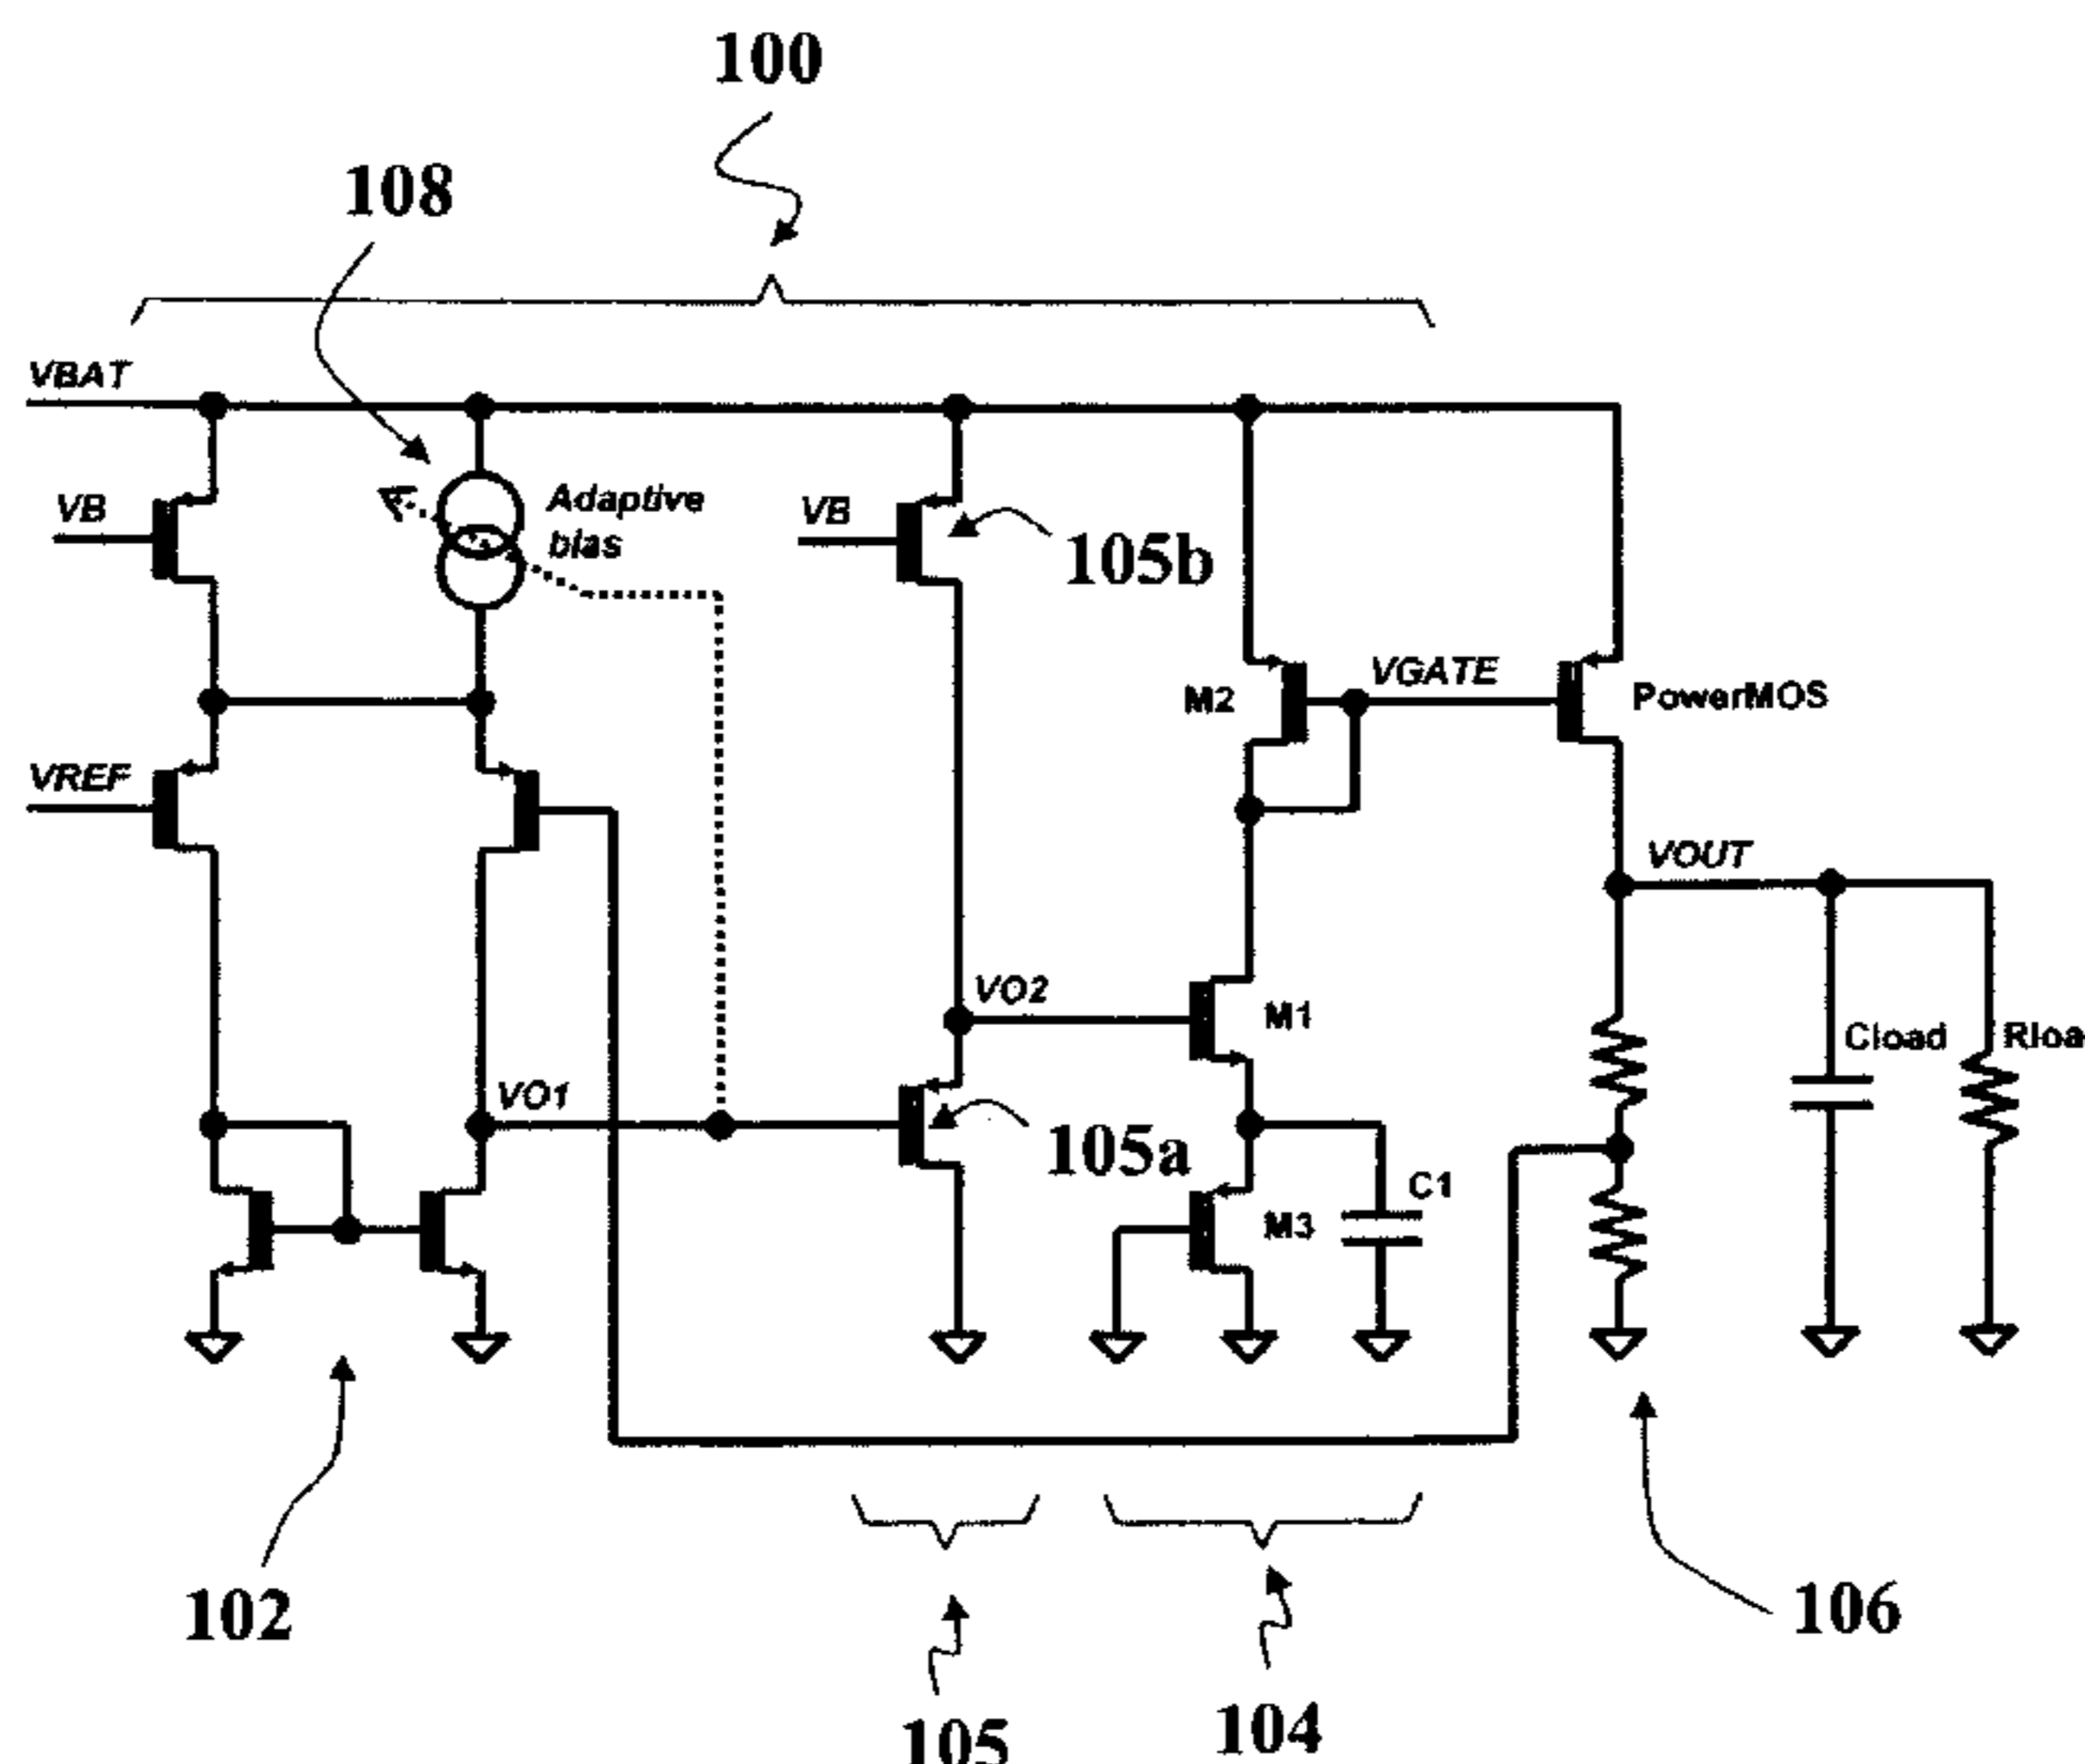 100
108
VBAT
VB
Adaptive
bias
VB
105b
M2
VGATE
PowerMOS
VREF
VOUT
VO2
M1
Cload
Rloa
VO1
105a
C1
M3
102
106
105
104